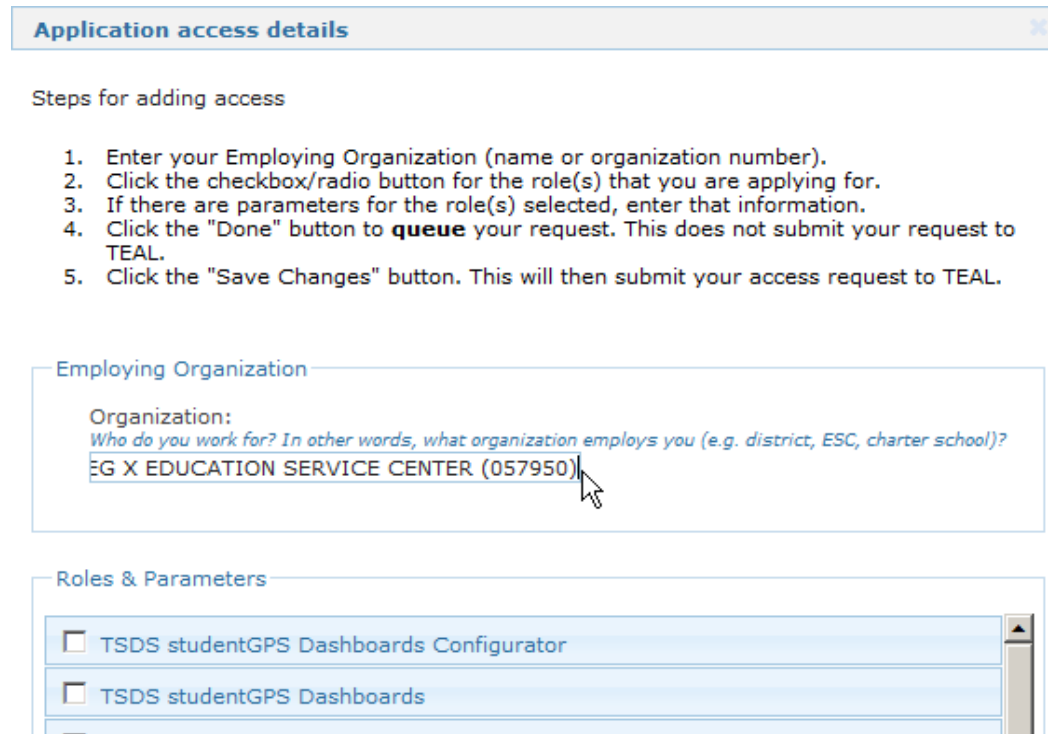 Application access details
Steps for adding access
1. Enter your Employing Organization (name or organization number).
2. Click the checkbox/radio button for the role(s) that you are applying for.
3. If there are parameters for the role(s) selected, enter that information.
4. Click the "Done" button to queue your request. This does not submit your request to
TEAL.
5. Click the "Save Changes" button. This will then submit your access request to TEAL.
Employing Organization
Organization:
Who do you work for? In other words, what organization employs you (e.g. district, ESC, charter school)?
EG X EDUCATION SERVICE CENTER (057950)
Roles & Parameters
TSDS studentGPS Dashboards Configurator
TSDS studentGPS Dashboards